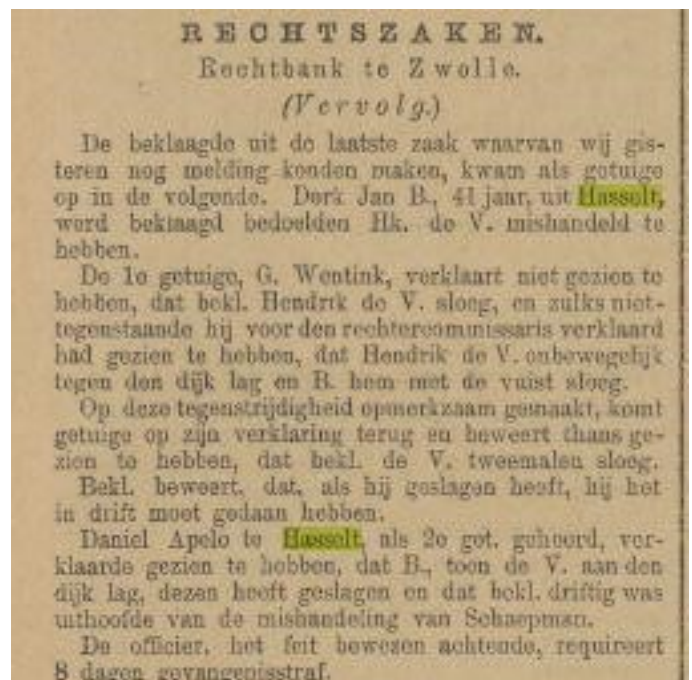 RECHTSZAKEN.
Rechtbank te Zwolle.
(Vervolg.)
De beklaagde uit de laatste zaak waarvan wij gis-
teren nog melding konden maken, kwam als getuige
op in de volgende. Derk Jan B., 41 jaar, uit Hasselt,
werd beklaagd bedoelden Hk. de V. mishandeld te
hebben.
De 1e getuige, G. Wentink, verklaart niet gezien te
hebben, dat bekl. Hendrik de V. sloeg, en zulks niet-
tegenstaande hij voor den rechtercommissaris verklaard
had gezien te hebben, dat Hendrik de V. onbewegelijk
tegen den dijk lag en B. hem met de vuist sloeg.
Op deze tegenstrijdigheid opmerkzaam gemaakt, komt
getuige op zijn verklaring terug en beweert thans ge-
zien te hebben, dat bekl. de V. tweemalen sloeg.
Bekl. beweert, dat, als hij geslagen heeft, hij het
in drift moet gedaan hebben.
Daniel Apelo te Hasselt, als 2e get. gehoord, ver-
klaarde gezien te hebben, dat B., toen de V. aan den
dijk lag, dezen heeft geslagen en dat bekl. driftig was
uithoofde van de mishandeling van Schaepman.
De officier, het feit bewezen achtende, requireert
8 dagen gevangenisstraf.